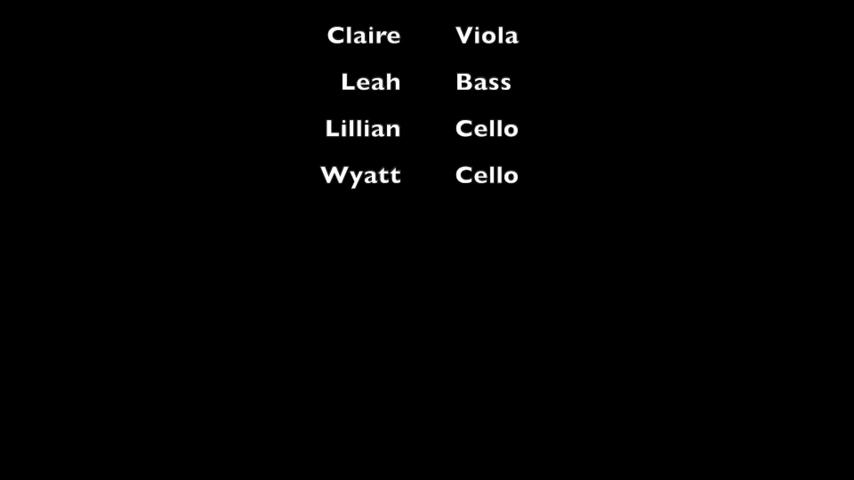 Claire Viola
Leah Bass
Lillian Cello
Wyatt Cello